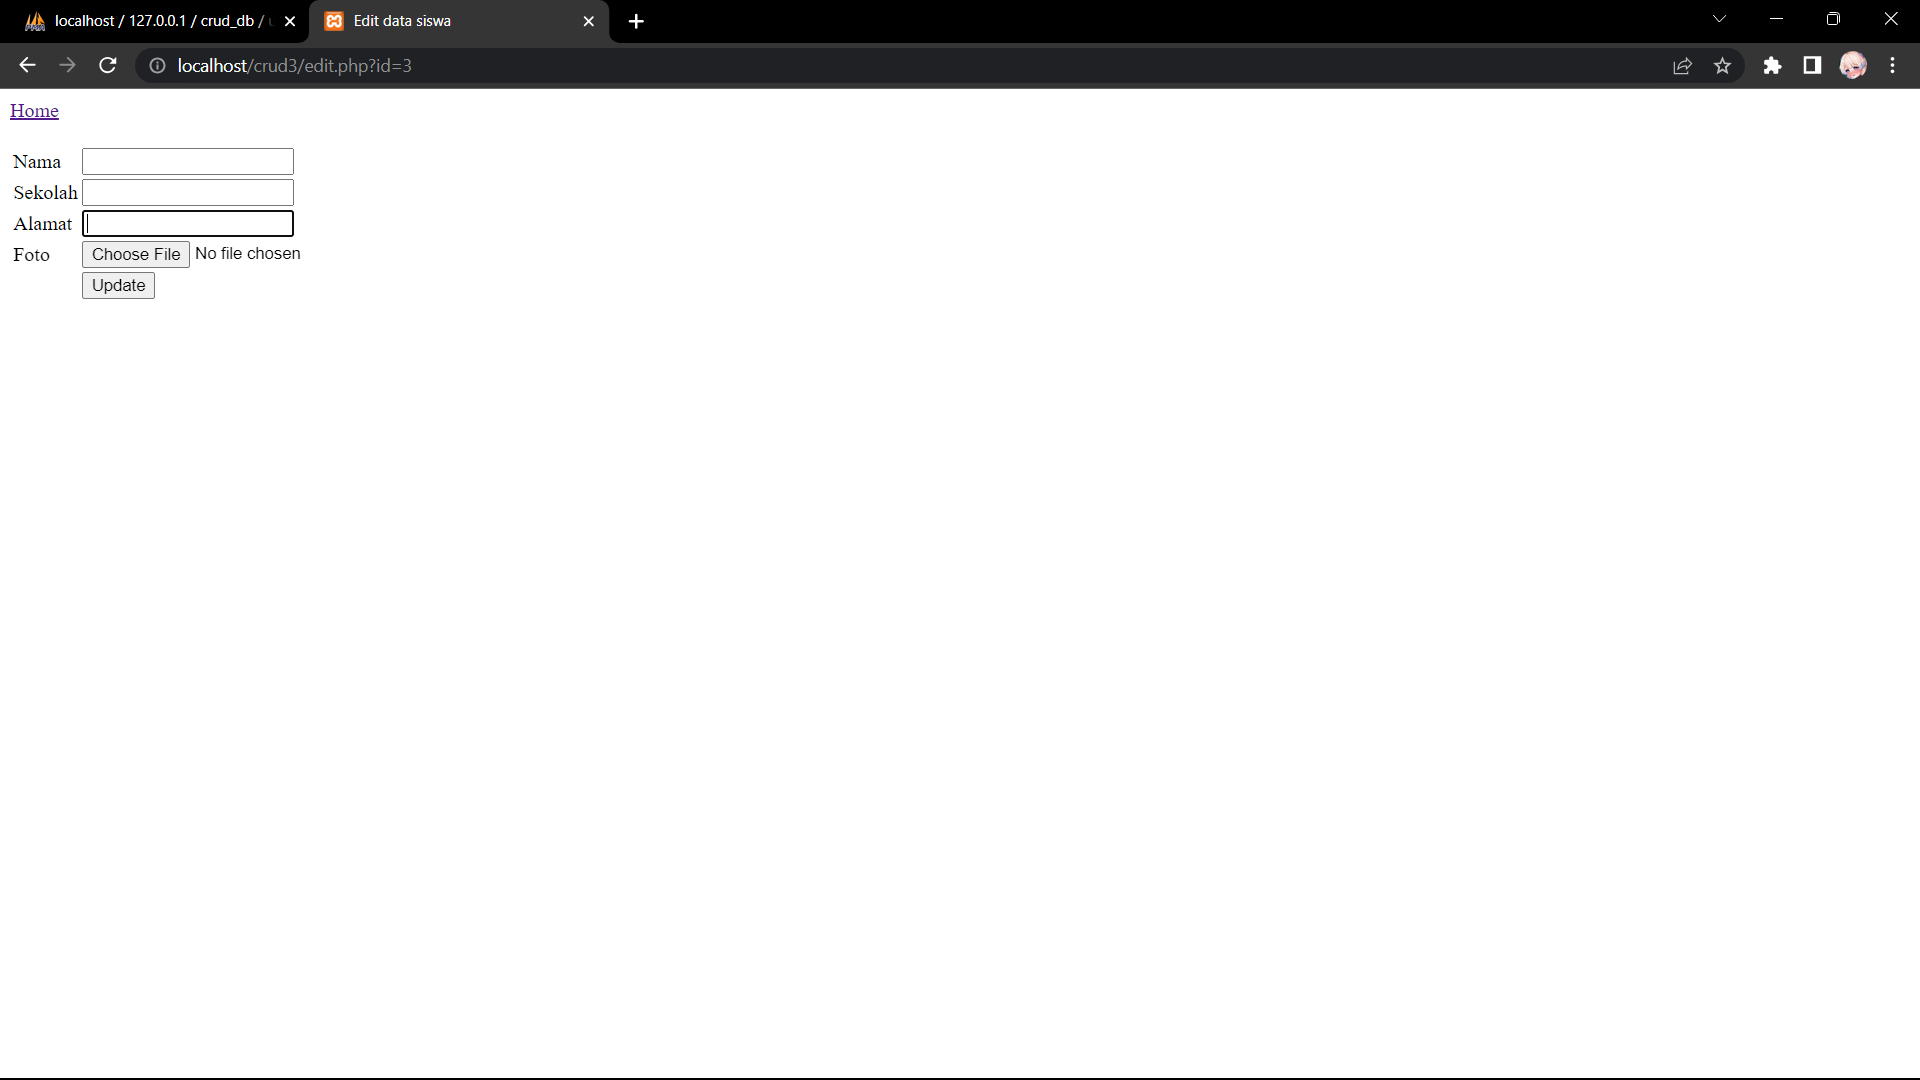 localhost / 127.0.0.1 / crud_db /
Edit data siswa
localhost/crud3/edit.php?id=3
Home
Nama
Sekolah
Alamat
Foto Choose File No file chosen
Update